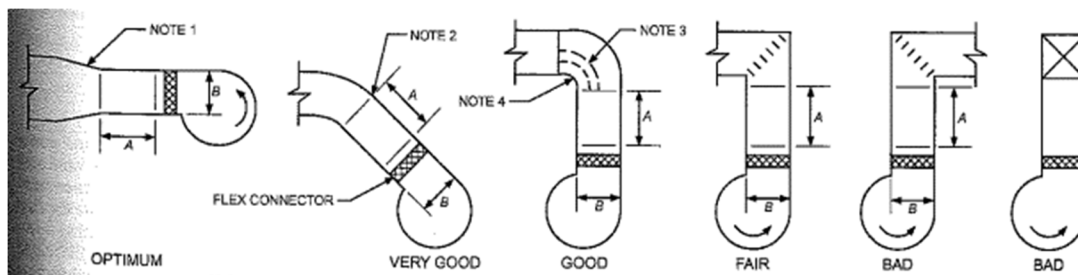 NOTE 1
B
A
OPTIMUM
NOTE 2
A
FLEX CONNECTOR
B
VERY GOOD
NOTE 3
NOTE 4
A
B
GOOD
A
B
FAIR
A
B
BAD
BAD